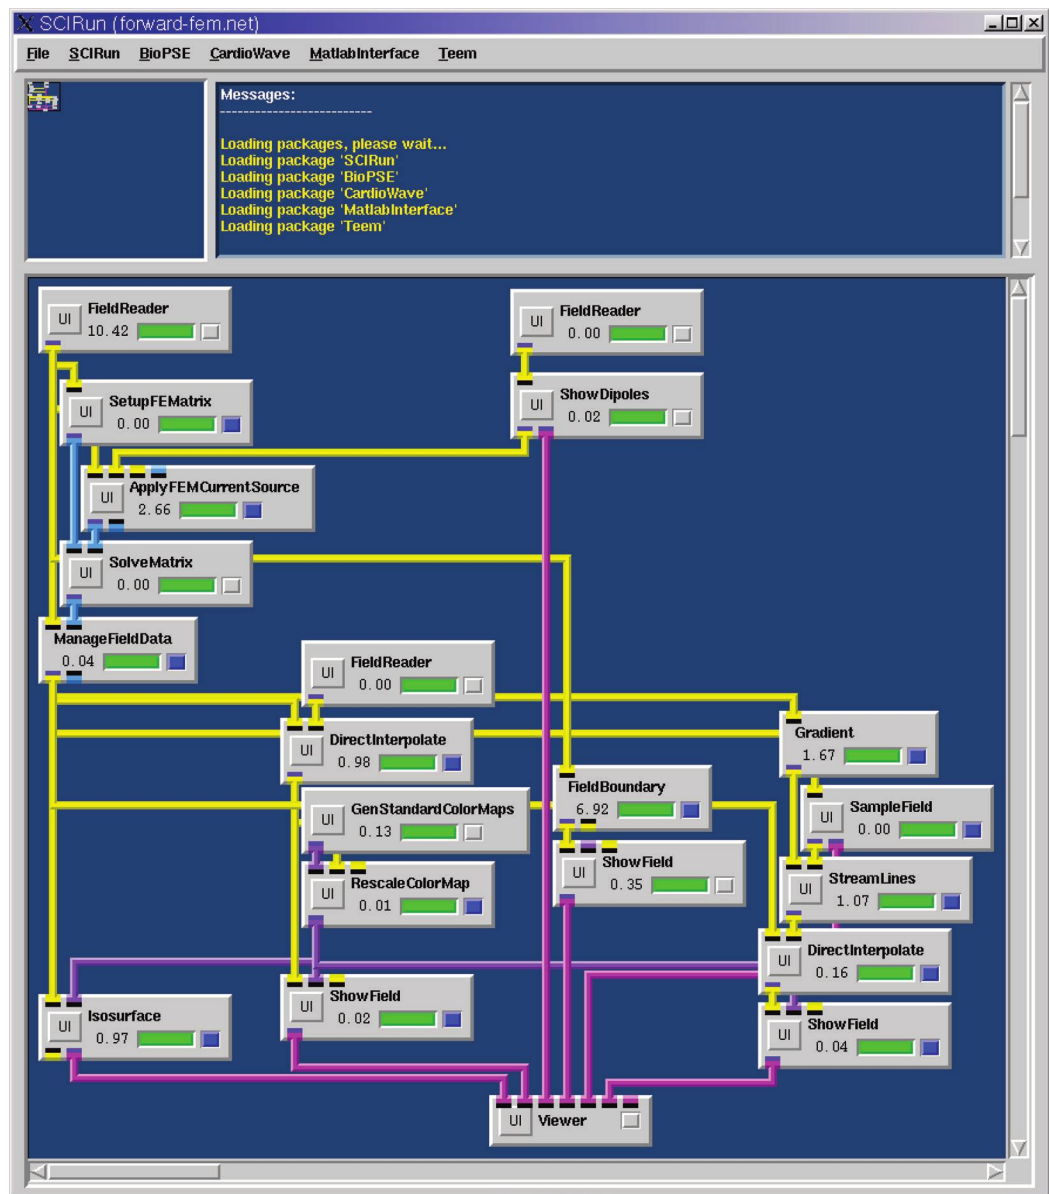 SCIRun (forward-fem.net)
File SCIRun BioPSE CardioWave MatlabInterface Teem
Messages:
-------------------------
Loading packages, please wait...
Loading package 'SCIRun'
Loading package 'BioPSE'
Loading package 'CardioWave'
Loading package 'MatlabInterface'
Loading package 'Teem'
UI FieldReader
10.42
UI FieldReader
0.00
UI SetupFEMatrix
0.00
UI ShowDipoles
0.02
UI ApplyFEMCurrentSource
2.66
UI SolveMatrix
0.00
ManageFieldData
0.04
UI FieldReader
0.00
UI DirectInterpolate
0.98
Gradient
1.67
FieldBoundary
6.92
UI GenStandardColorMaps
0.13
UI SampleField
0.00
UI ShowField
0.35
UI RescaleColorMap
0.01
UI StreamLines
1.07
UI DirectInterpolate
0.16
UI Isosurface
0.97
UI ShowField
0.02
UI ShowField
0.04
UI Viewer